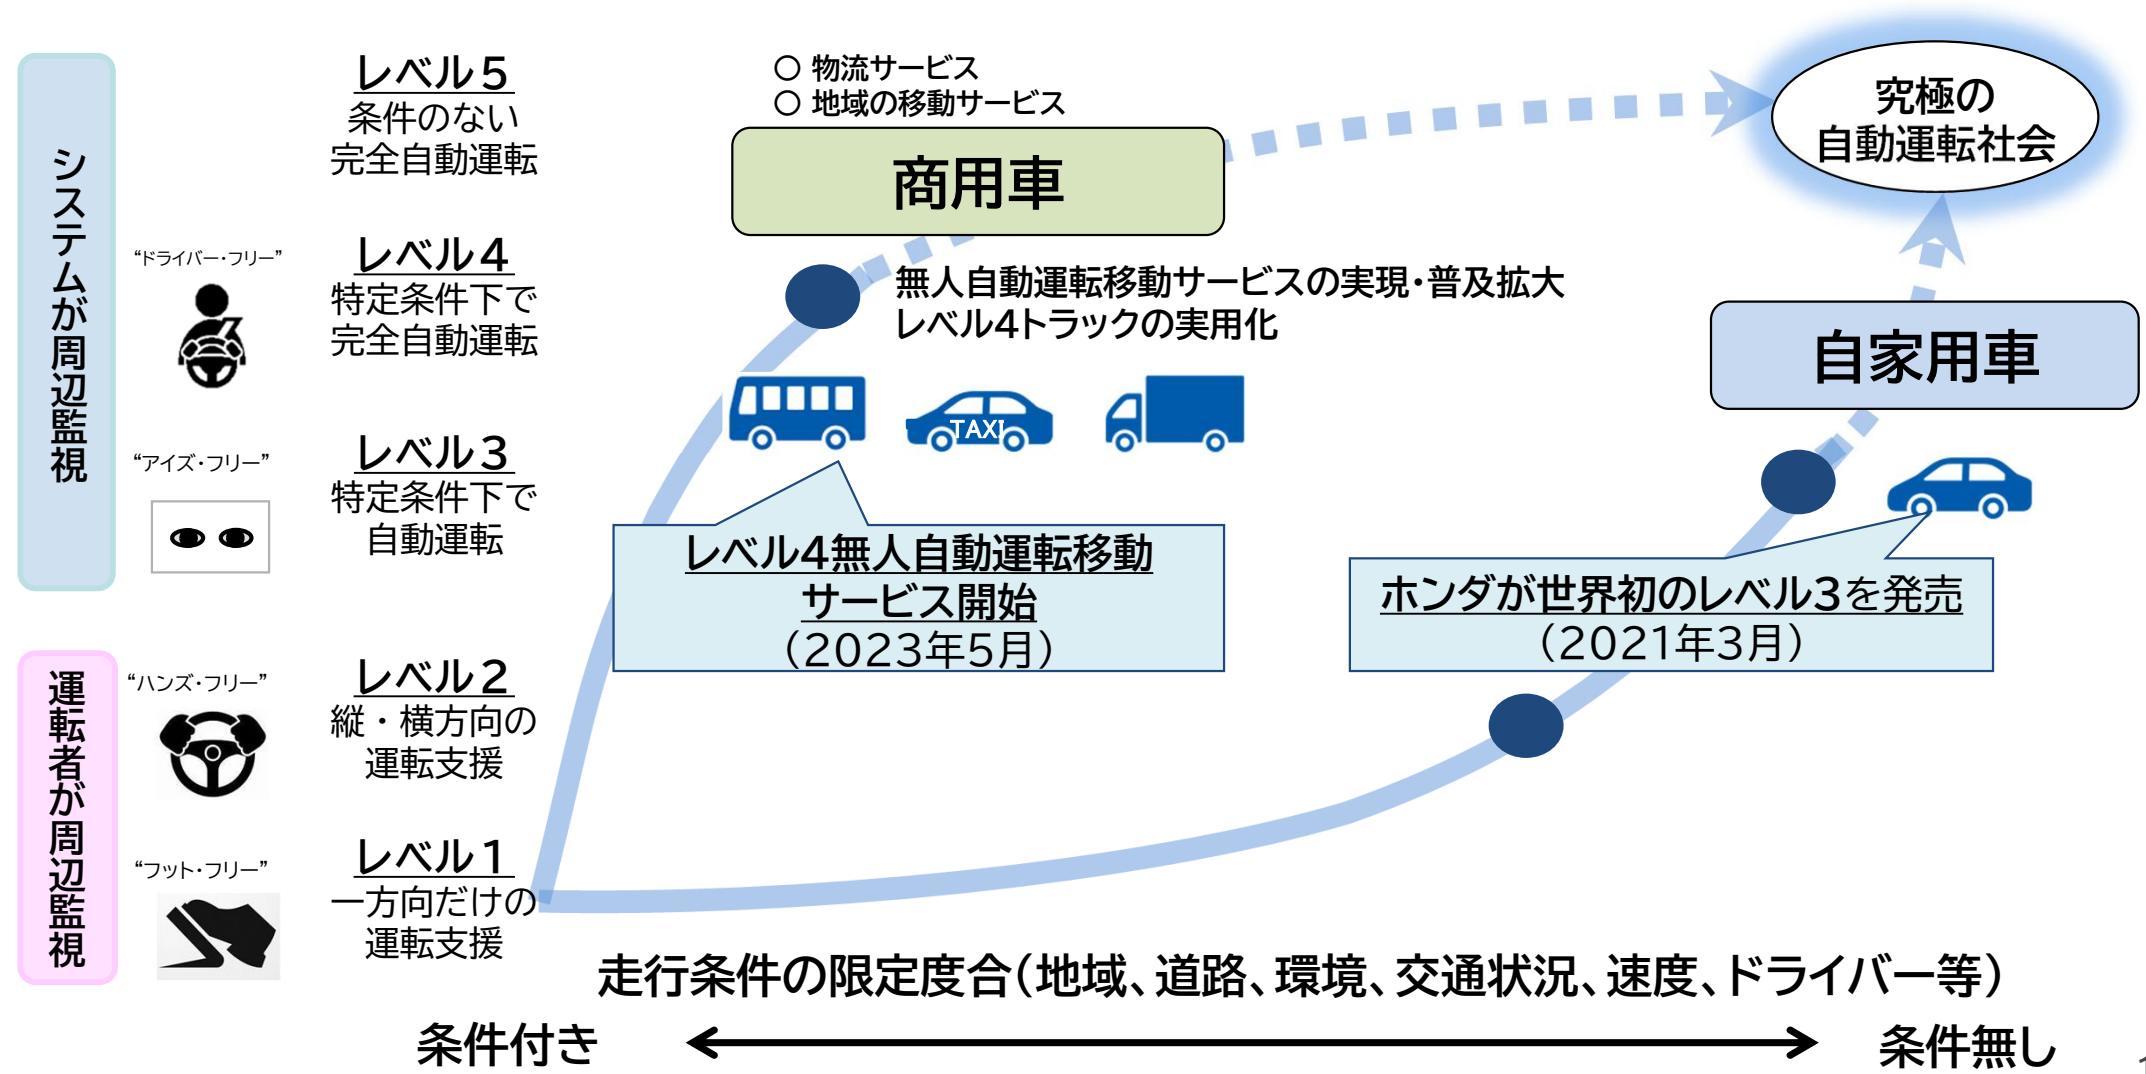 システムが周辺監視
運転者が周辺監視
レベル5
条件のない
完全自動運転
“ドライバー・フリー”
レベル4
特定条件下で
完全自動運転
“アイズ・フリー”
レベル3
特定条件下で
自動運転
“ハンズ・フリー”
レベル2
縦・横方向の
運転支援
“フット・フリー”
レベル1
一方向だけの
運転支援
○ 物流サービス
○ 地域の移動サービス
商用車
究極の
自動運転社会
無人自動運転移動サービスの実現・普及拡大
レベル4トラックの実用化
自家用車
TAXI
レベル4無人自動運転移動
サービス開始
(2023年5月)
ホンダが世界初のレベル3を発売
(2021年3月)
走行条件の限定度合(地域、道路、環境、交通状況、速度、ドライバー等)
条件付き
条件無し